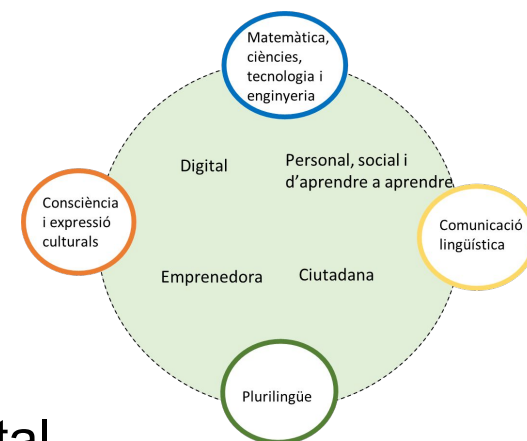 Matemàtica,
ciències,
tecnologia i
enginyeria
Digital
Personal, social i
d'aprendre a aprendre
Consciència
i expressió
culturals
Comunicació
lingüística
Emprenedora
Ciutadana
Plurilingüe